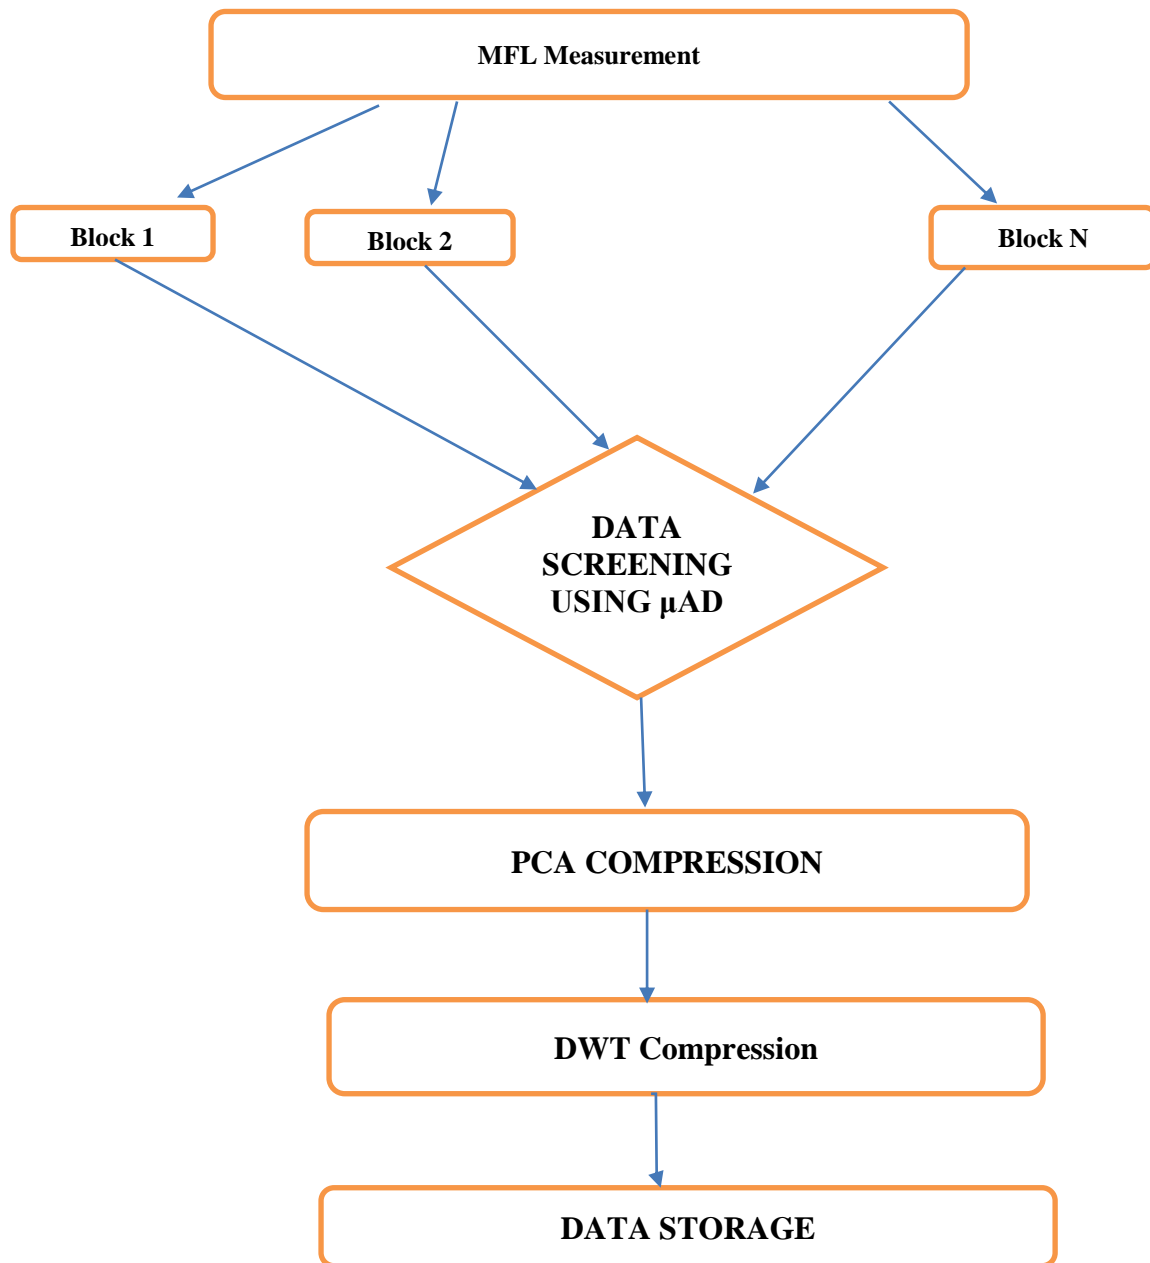 MFL Measurement
Block 1
Block 2
Block N
DATA
SCREENING
USING µAD
PCA COMPRESSION
DWT Compression
DATA STORAGE